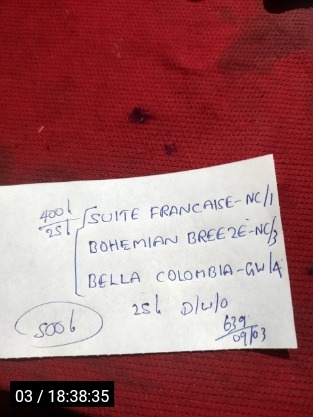 400/- SUITE FRANCAISE-NC/1
25/- BOHEMIAN BREEZE-NC/3
BELLA COLOMBIA-GW/4
25/- D/U/O
500/-
639
09/03
03 / 18:38:35